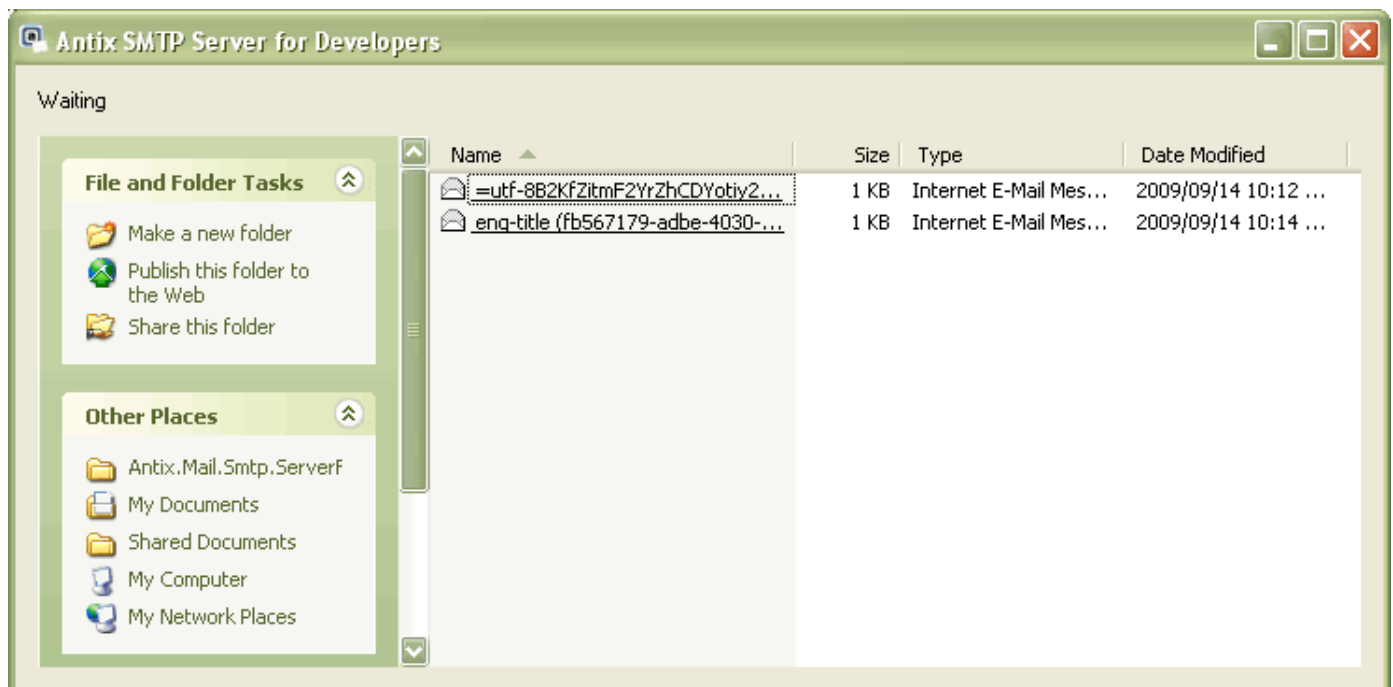 Antix SMTP Server for Developers
Waiting
File and Folder Tasks
Make a new folder
Publish this folder to
the Web
Share this folder
Other Places
Antix.Mail.Smtp.ServerF
My Documents
Shared Documents
My Computer
My Network Places
Name Size Type Date Modified
=utf-8B2KfZitmF2YrZhCDYotiy2... 1 KB Internet E-Mail Mes... 2009/09/14 10:12 ...
eng-title (fb567179-adbe-4030-... 1 KB Internet E-Mail Mes... 2009/09/14 10:14 ...